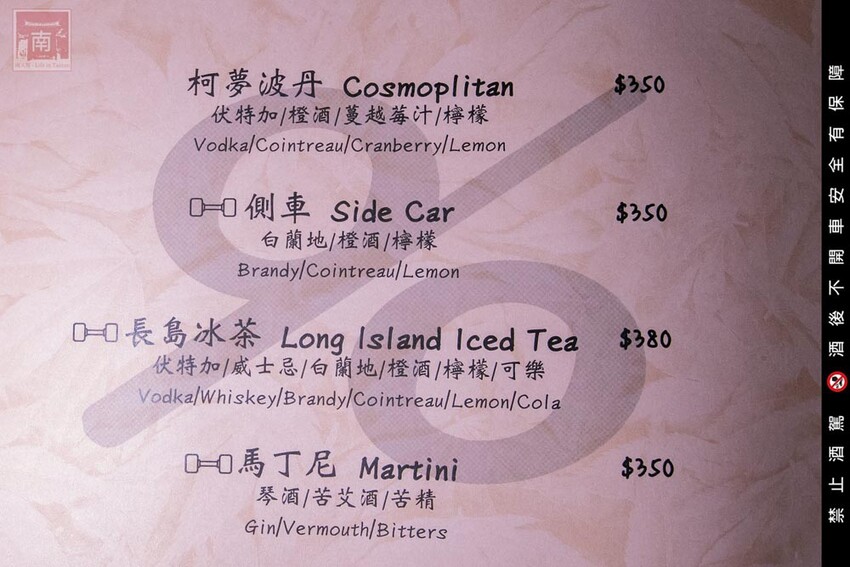 南
柯夢波丹 Cosmoplitan $350
伏特加/橙酒/蔓越莓汁/檸檬
Vodka/Cointreau/Cranberry/Lemon
側車 Side Car $350
白蘭地/橙酒/檸檬
Brandy/Cointreau/Lemon
長島冰茶 Long Island Iced Tea $380
伏特加/威士忌/白蘭地/橙酒/檸檬/可樂
Vodka/Whiskey/Brandy/Cointreau/Lemon/Cola
馬丁尼 Martini $350
琴酒/苦艾酒/苦精
Gin/Vermouth/Bitters
禁止酒駕 酒後不開車安全有保障